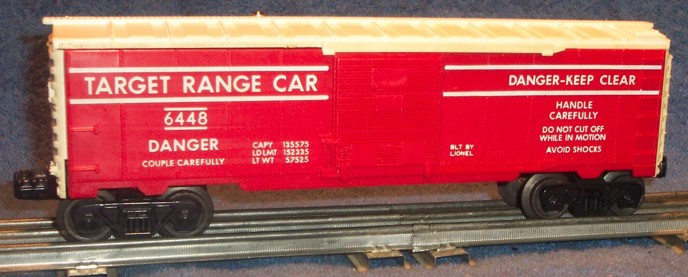 TARGET RANGE CAR
6448
DANGER
COUPLE CAREFULLY
CAPY 135575
LD LMT 152335
LT WT 57525
BLT BY
LIONEL
DANGER-KEEP CLEAR
HANDLE
CAREFULLY
DO NOT CUT OFF
WHILE IN MOTION
AVOID SHOCKS